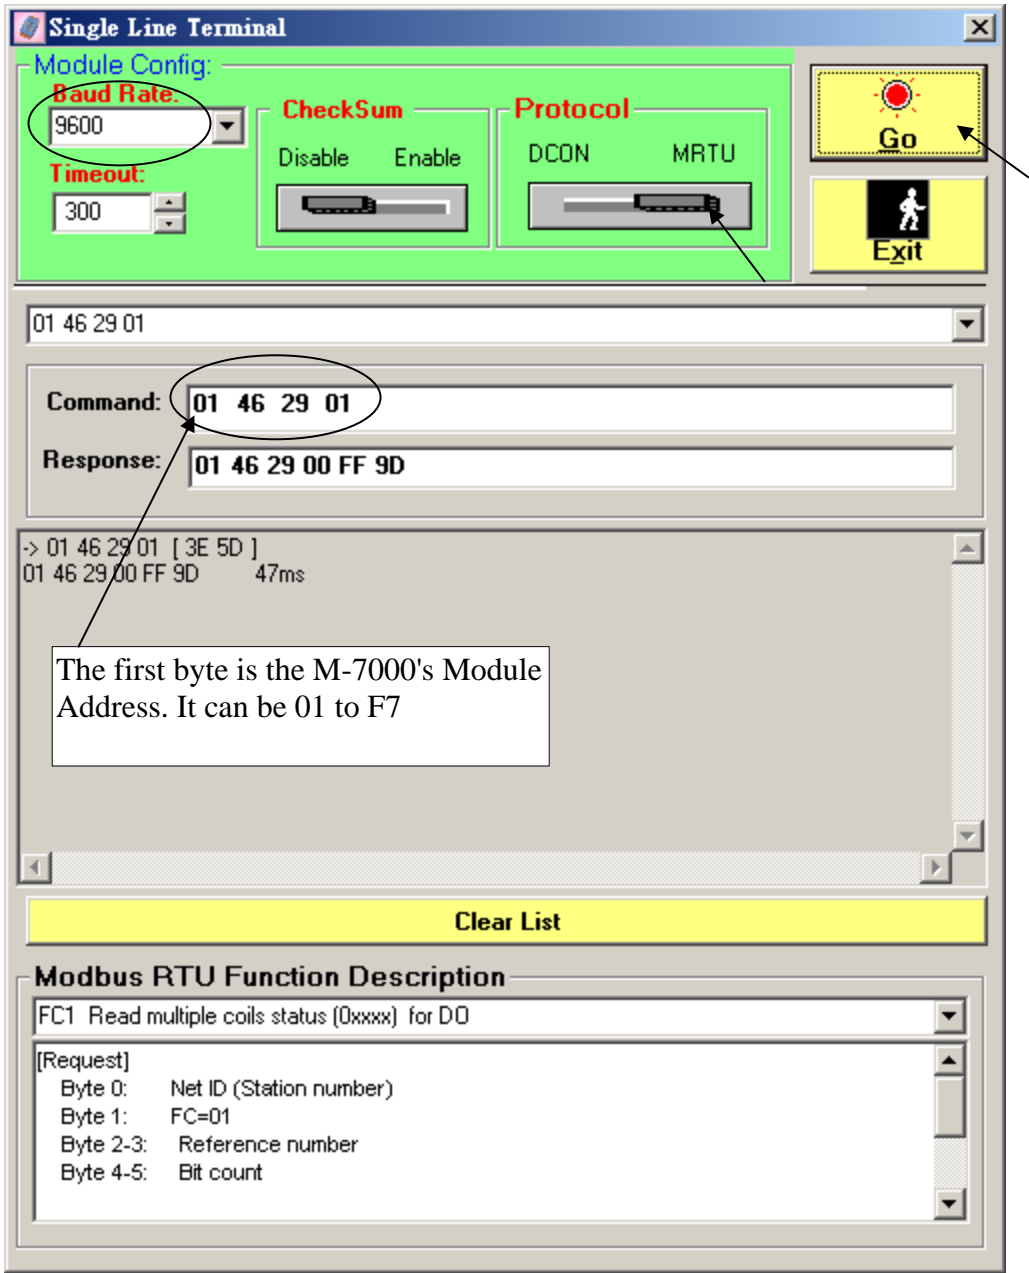 Single Line Terminal
Module Config:
Baud Rate:
9600
Timeout:
300
CheckSum
Disable Enable
Protocol
DCON MRTU
Go
Exit
01 46 29 01
Command: 01 46 29 01
Response: 01 46 29 00 FF 9D
-> 01 46 29 01 [ 3E 5D ]
01 46 29 00 FF 9D 47ms
The first byte is the M-7000's Module
Address. It can be 01 to F7
Clear List
Modbus RTU Function Description
FC1 Read multiple coils status (0xxxx) for DO
[Request]
Byte 0: Net ID (Station number)
Byte 1: FC=01
Byte 2-3: Reference number
Byte 4-5: Bit count